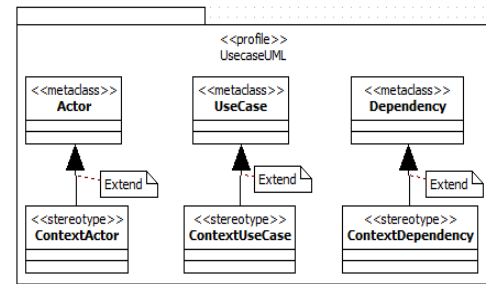 <<profile>>
UsecaseUML
<<metaclass>>
Actor
<<metaclass>>
UseCase
<<metaclass>>
Dependency
Extend
Extend
Extend
<<stereotype>>
ContextActor
<<stereotype>>
ContextUseCase
<<stereotype>>
ContextDependency